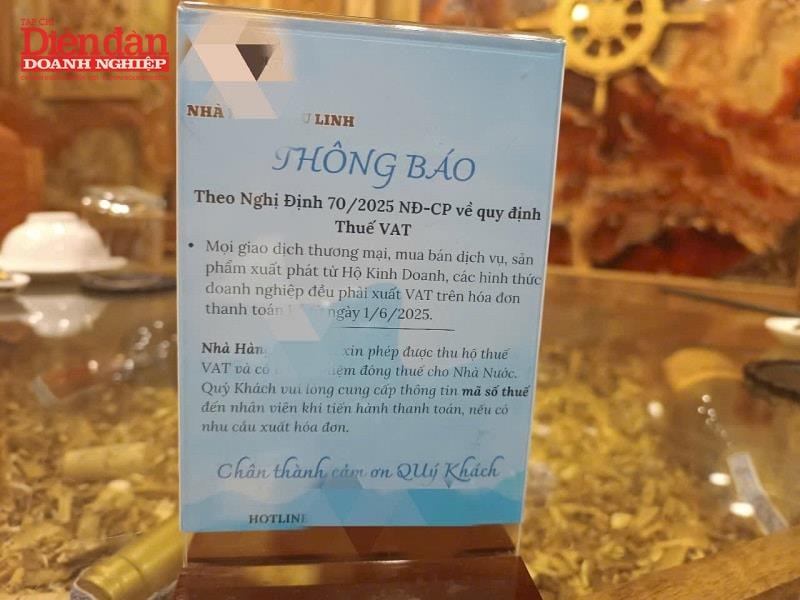 TẠP CHÍ
Diễn đàn
DOANH NGHIỆP
NHÀ U LINH
THÔNG BÁO
Theo Nghị Định 70/2025 NĐ-CP về quy định
Thuế VAT
• Mọi giao dịch thương mại, mua bán dịch vụ, sản
phẩm xuất phát từ Hộ Kinh Doanh, các hình thức
doanh nghiệp đều phải xuất VAT trên hóa đơn
thanh toán ngày 1/6/2025.
Nhà Hàng xin phép được thu hộ thuế
VAT và có iệm đóng thuế cho Nhà Nước.
Quý Khách vui lòng cung cấp thông tin mã số thuế
đến nhân viên khi tiến hành thanh toán, nếu có
nhu cầu xuất hóa đơn.
Chân thành cảm ơn QUý Khách
HOTLINE